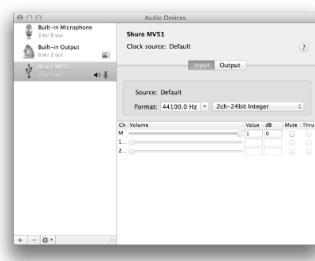 Audio Devices
Built-in Microphone
2 in/ 0 out
Built-in Output
0 in/ 2 out
Shure MV51
Shure MV51
Clock source: Default
?
Input Output
Source: Default
Format: 44100.0 Hz 2ch-24bit Integer
Ch Volume Value dB Mute Thru
M 1 0
1...
2...